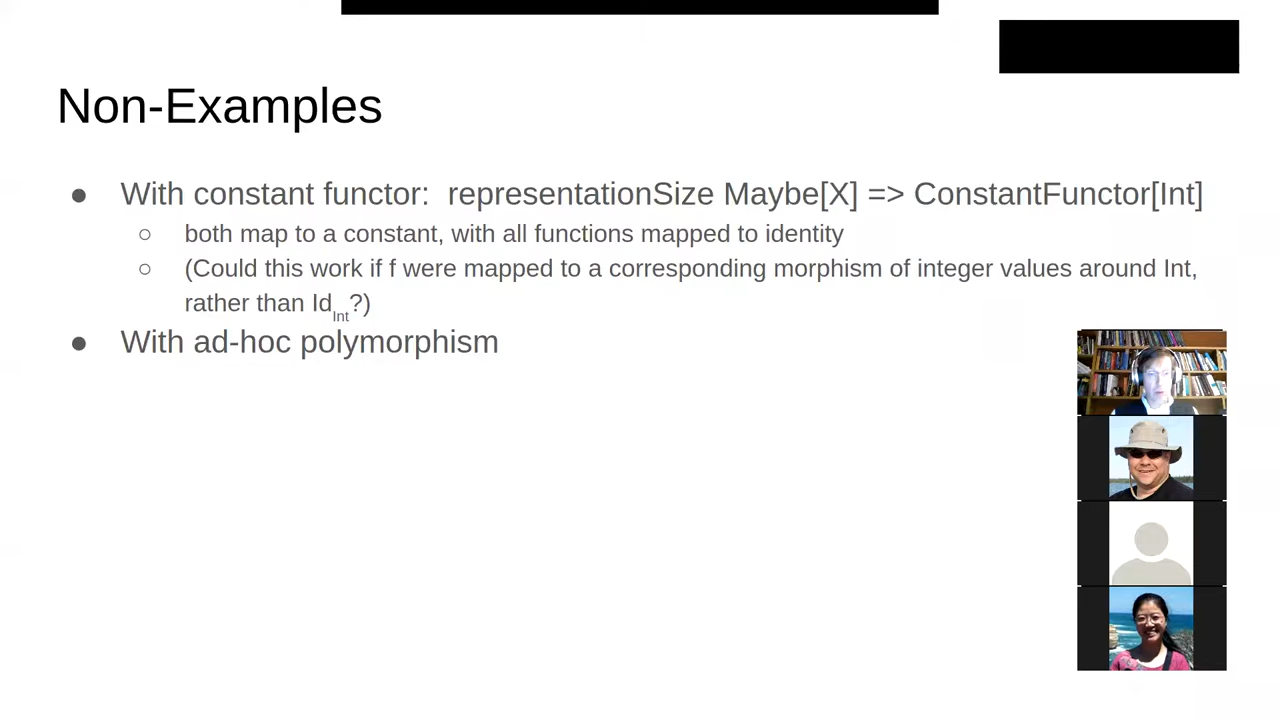 Non-Examples
● With constant functor: representationSize Maybe[X] => ConstantFunctor[Int]
○ both map to a constant, with all functions mapped to identity
○ (Could this work if f were mapped to a corresponding morphism of integer values around Int,
rather than Id_Int?)
● With ad-hoc polymorphism